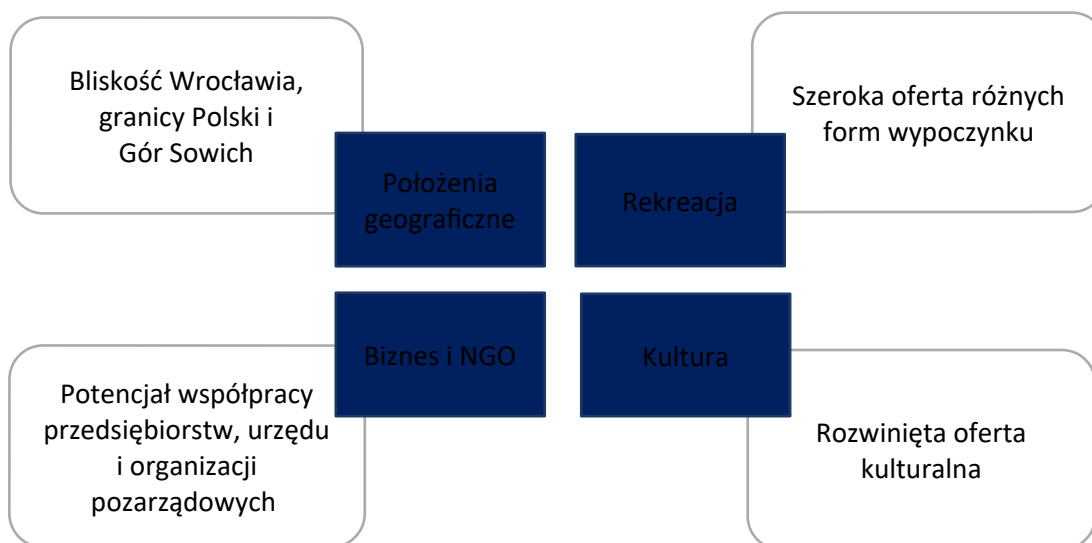 Bliskość Wrocławia,
granicy Polski i
Gór Sowich
Położenia
geograficzne
Rekreacja
Szeroka oferta różnych
form wypoczynku
Biznes i NGO
Potencjał współpracy
przedsiębiorstw, urzędu
i organizacji
pozarządowych
Kultura
Rozwinięta oferta
kulturalna